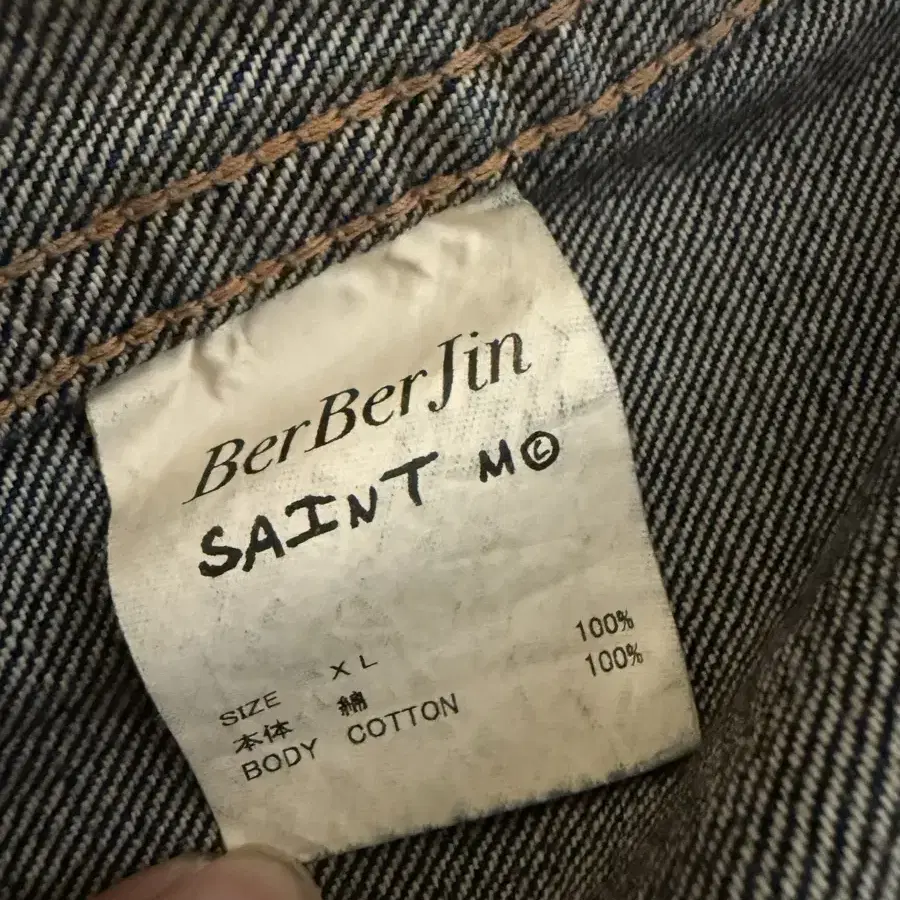 BerBerJin
SAINT M©
SIZE XL
本体 綿 100%
BODY COTTON 100%